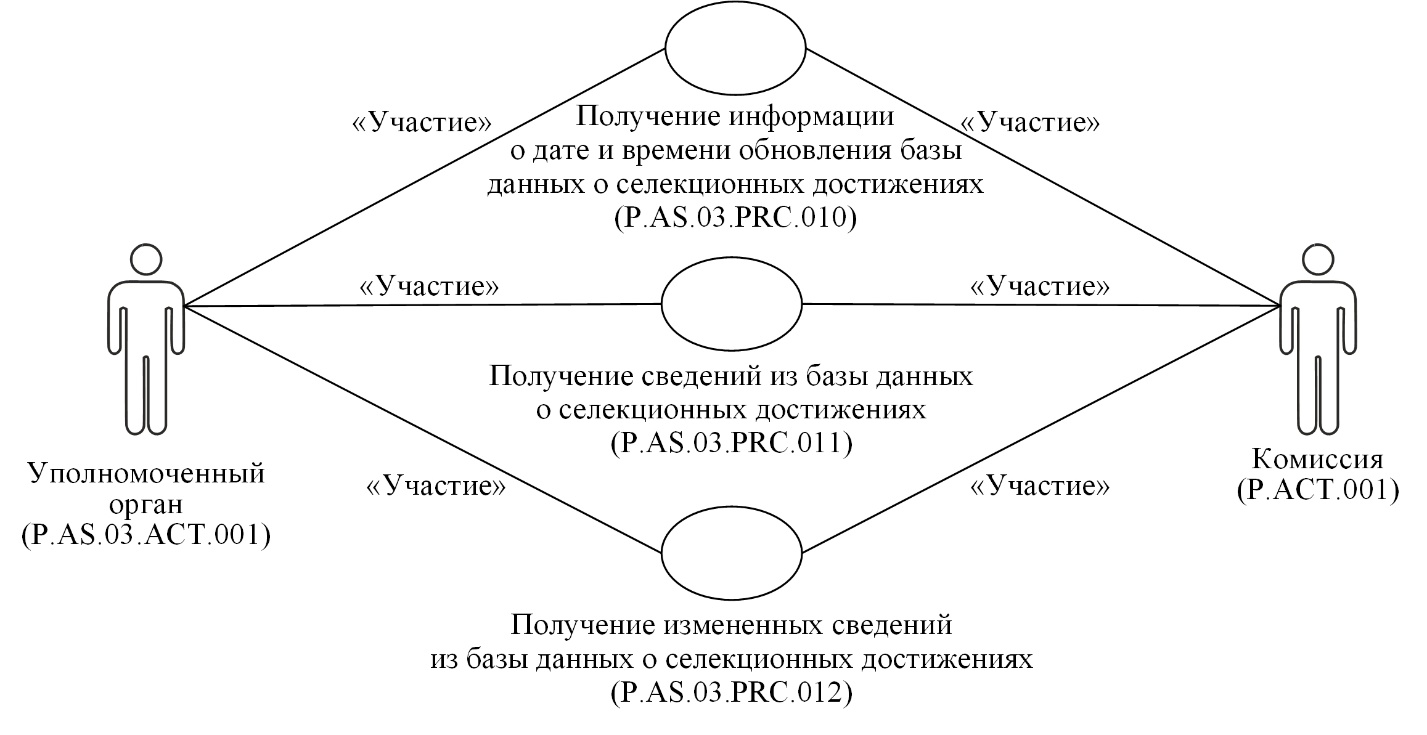 «Участие»
«Участие»
Получение информации
о дате и времени обновления базы
данных о селекционных достижениях
(P.AS.03.PRC.010)
«Участие»
«Участие»
Получение сведений из базы данных
о селекционных достижениях
(P.AS.03.PRC.011)
Уполномоченный
орган
(P.AS.03.ACT.001)
Комиссия
(P.ACT.001)
«Участие»
«Участие»
Получение измененных сведений
из базы данных о селекционных достижениях
(P.AS.03.PRC.012)